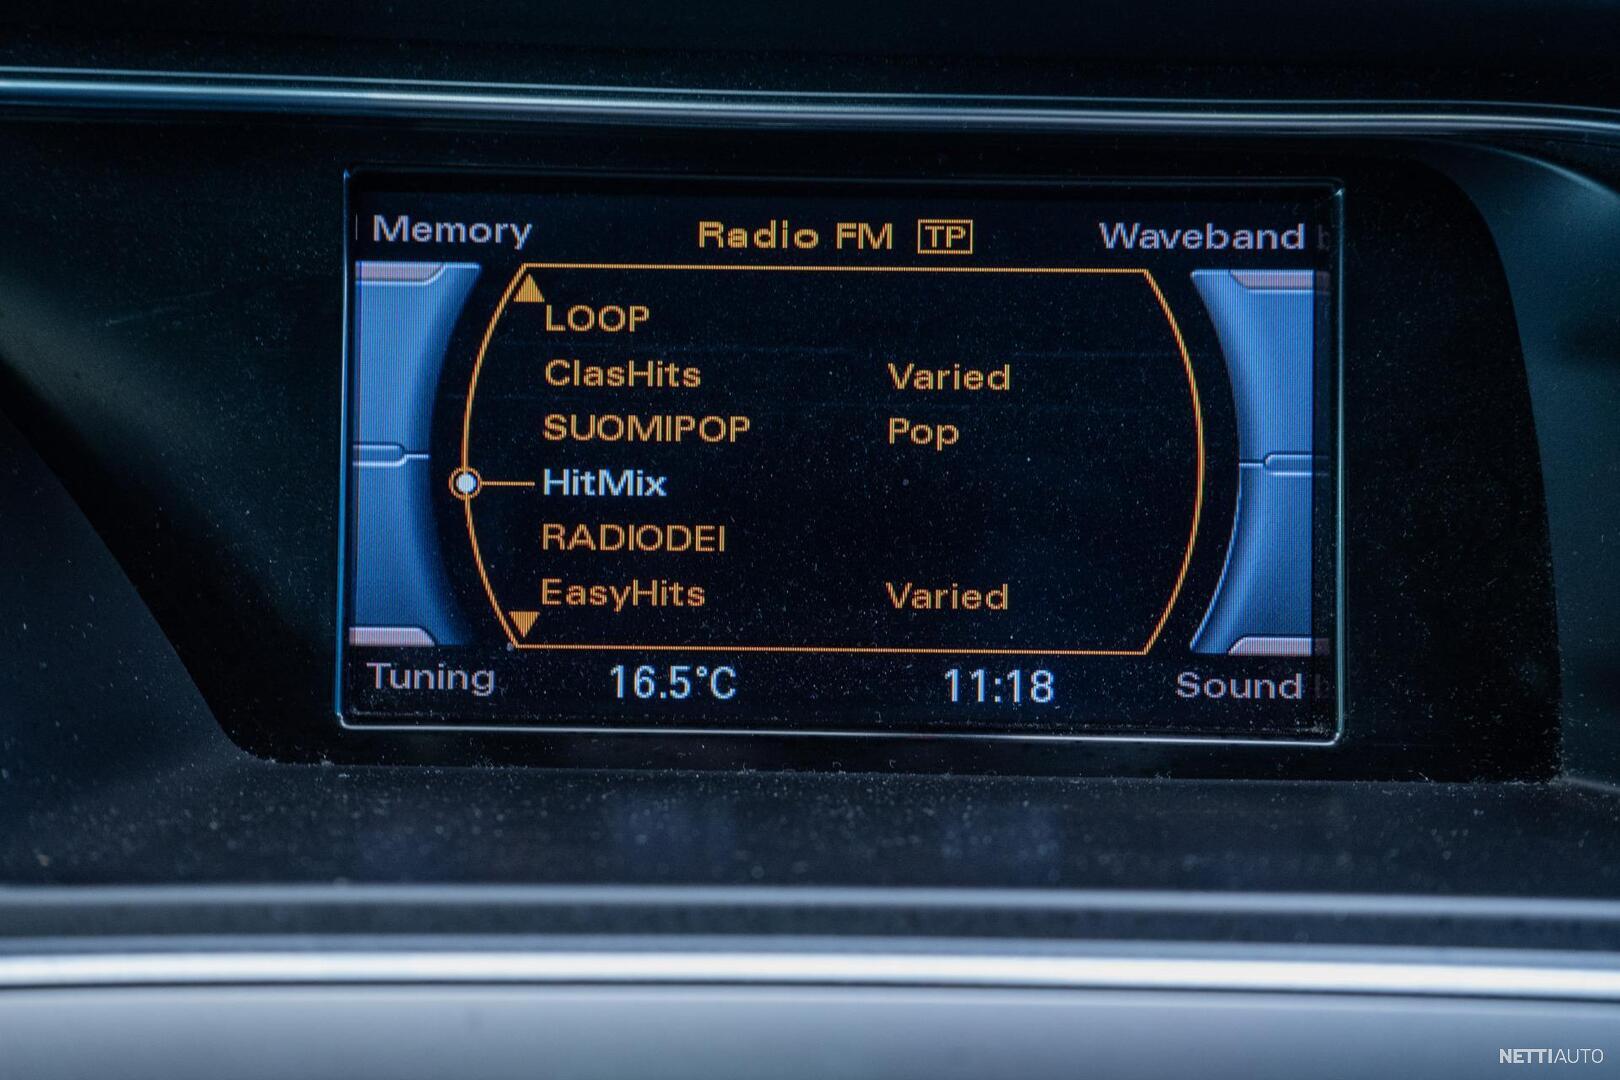 Memory Radio FM TP Waveband
LOOP
ClasHits Varied
SUOMIPOP Pop
HitMix
RADIODEI
EasyHits Varied
Tuning 16.5°C 11:18 Sound
NETTIAUTO